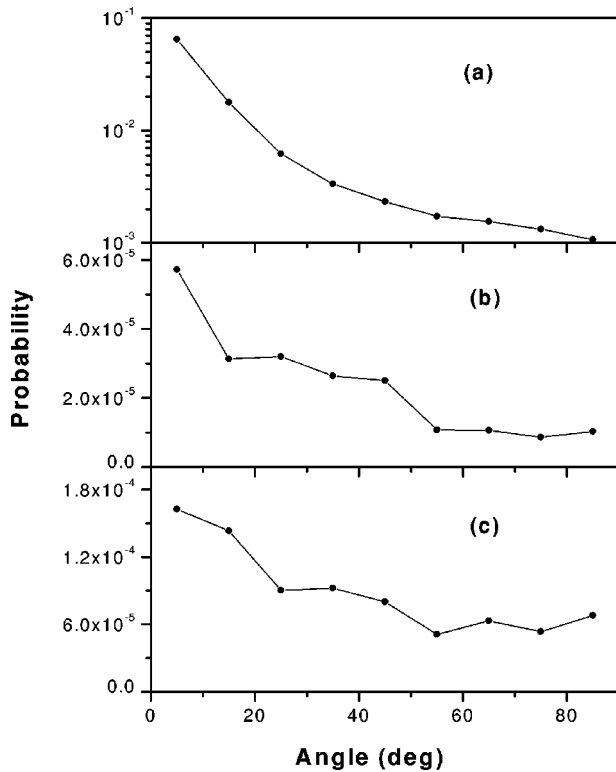 10⁻¹
(a)
10⁻²
10⁻³
6.0x10⁻⁵
(b)
4.0x10⁻⁵
2.0x10⁻⁵
0.0
1.8x10⁻⁴
(c)
1.2x10⁻⁴
6.0x10⁻⁵
0.0
0 20 40 60 80
Probability
Angle (deg)